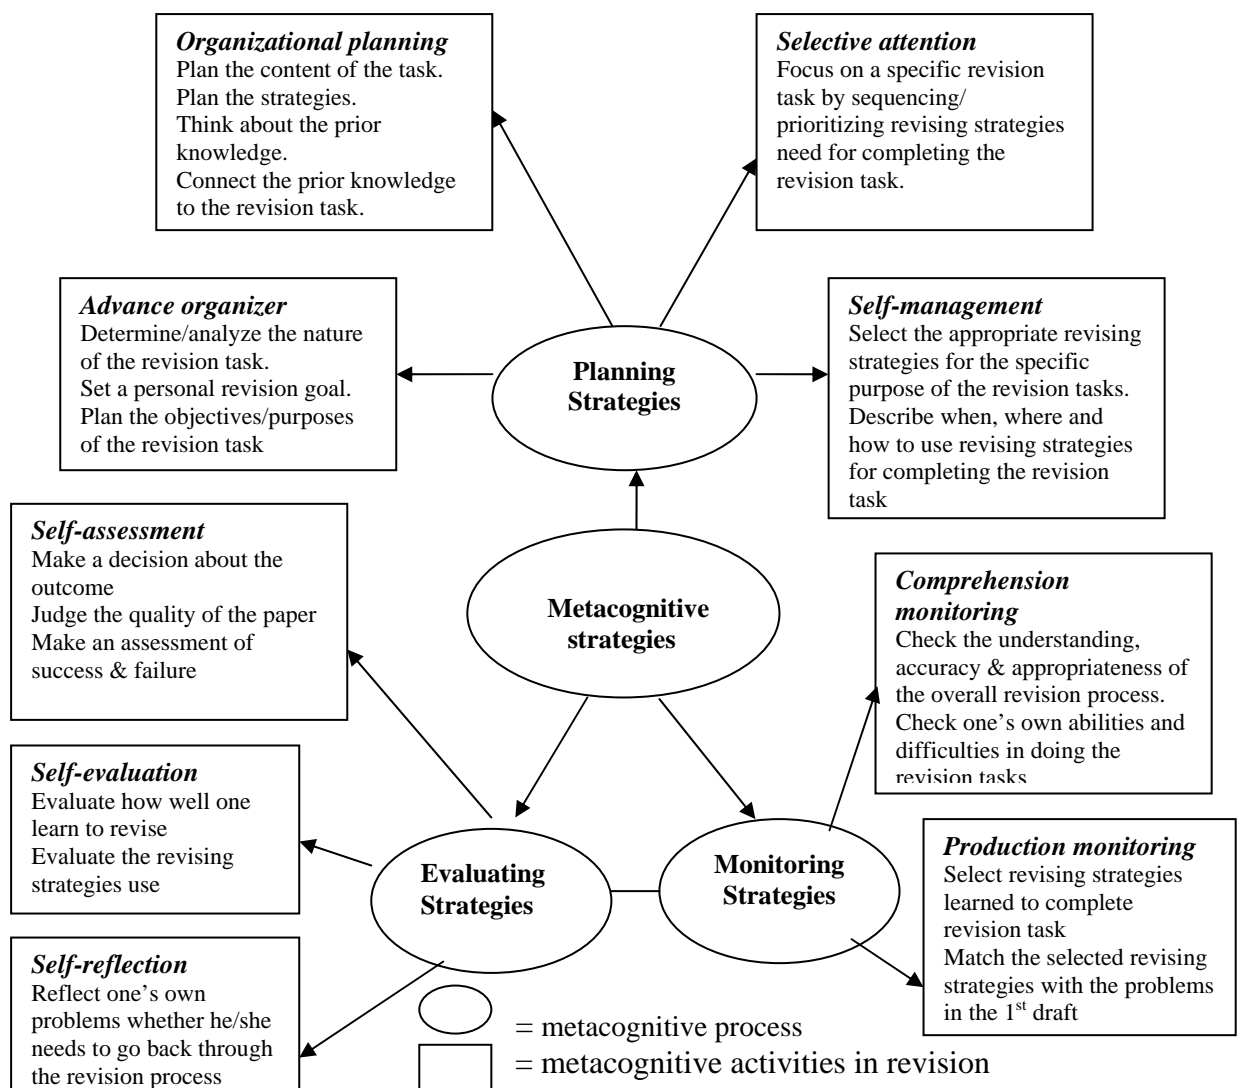 Organizational planning
Plan the content of the task.
Plan the strategies.
Think about the prior
knowledge.
Connect the prior knowledge
to the revision task.
Selective attention
Focus on a specific revision
task by sequencing/
prioritizing revising strategies
need for completing the
revision task.
Advance organizer
Determine/analyze the nature
of the revision task.
Set a personal revision goal.
Plan the objectives/purposes
of the revision task
Planning
Strategies
Self-management
Select the appropriate revising
strategies for the specific
purpose of the revision tasks.
Describe when, where and
how to use revising strategies
for completing the revision
task
Self-assessment
Make a decision about the
outcome
Judge the quality of the paper
Make an assessment of
success & failure
Metacognitive
strategies
Comprehension
monitoring
Check the understanding,
accuracy & appropriateness of
the overall revision process.
Check one’s own abilities and
difficulties in doing the
revision tasks
Self-evaluation
Evaluate how well one
learn to revise
Evaluate the revising
strategies use
Evaluating
Strategies
Monitoring
Strategies
Production monitoring
Select revising strategies
learned to complete
revision task
Match the selected revising
strategies with the problems
in the 1st draft
Self-reflection
Reflect one’s own
problems whether he/she
needs to go back through
the revision process
= metacognitive process
= metacognitive activities in revision